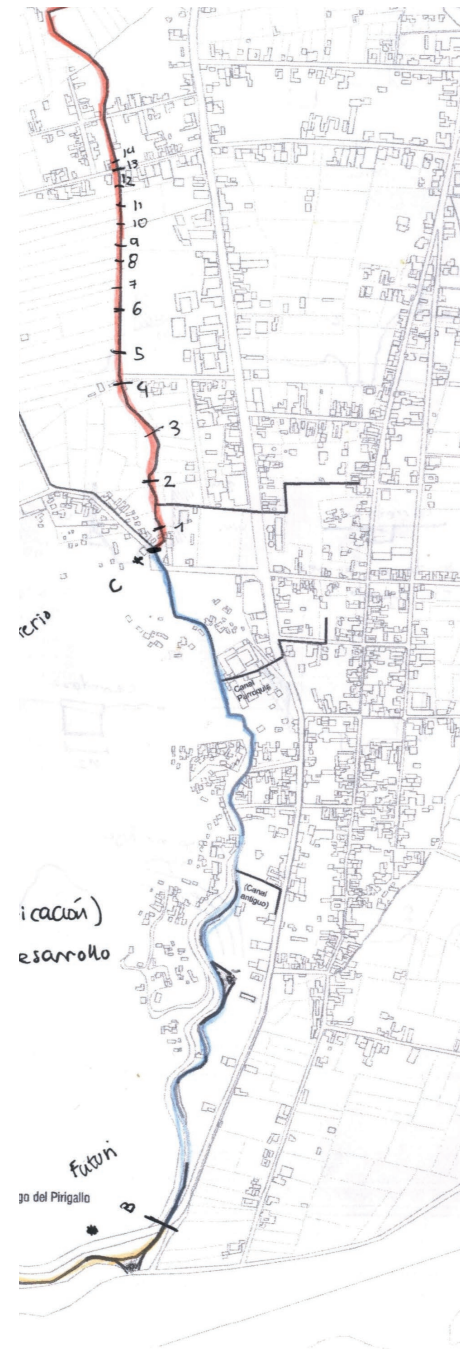 14
13
12
11
10
9
8
7
6
5
4
3
2
1
C
erio
Canal
Parroquia
(Canal
antiguo)
icación)
esarrollo
Futuri
go del Pirigallo
B